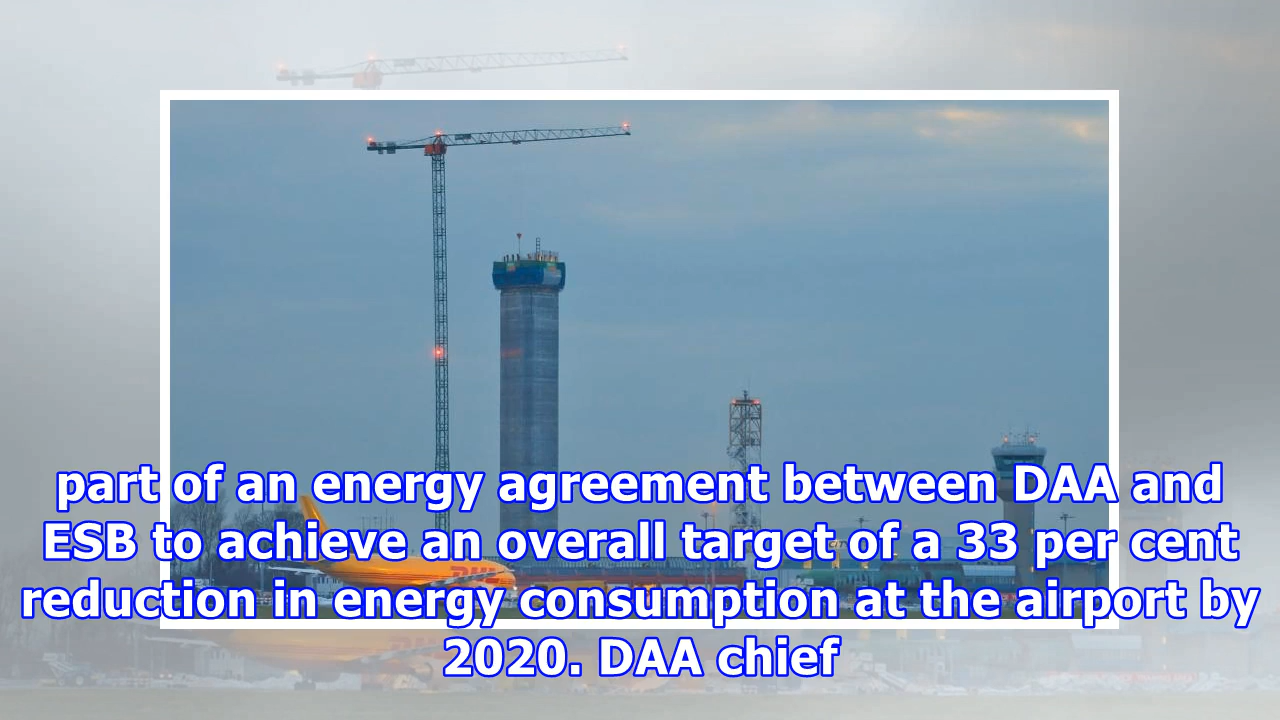 part of an energy agreement between DAA and
ESB to achieve an overall target of a 33 per cent
reduction in energy consumption at the airport by
2020. DAA chief
DHL